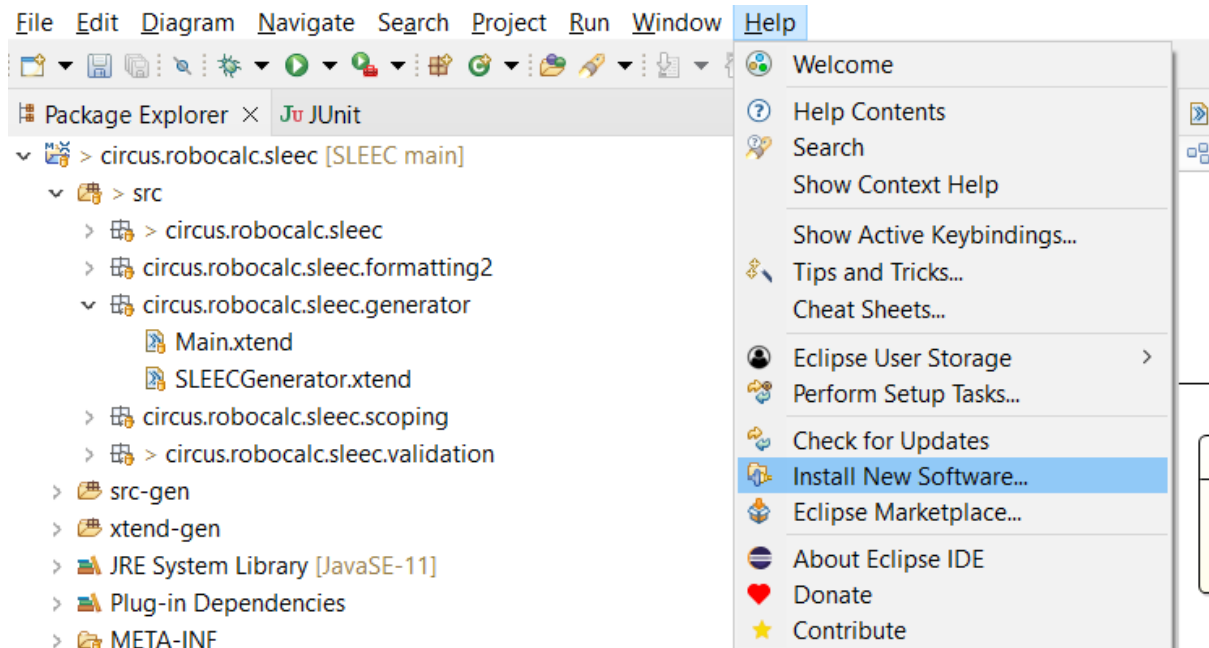 File Edit Diagram Navigate Search Project Run Window Help
Package Explorer JUnit
> circus.robocalc.sleec [SLEEC main]
> src
> circus.robocalc.sleec
circus.robocalc.sleec.formatting2
circus.robocalc.sleec.generator
Main.xtend
SLEECGenerator.xtend
circus.robocalc.sleec.scoping
> circus.robocalc.sleec.validation
src-gen
xtend-gen
JRE System Library [JavaSE-11]
Plug-in Dependencies
META-INF
Welcome
Help Contents
Search
Show Context Help
Show Active Keybindings...
Tips and Tricks...
Cheat Sheets...
Eclipse User Storage
Perform Setup Tasks...
Check for Updates
Install New Software...
Eclipse Marketplace...
About Eclipse IDE
Donate
Contribute